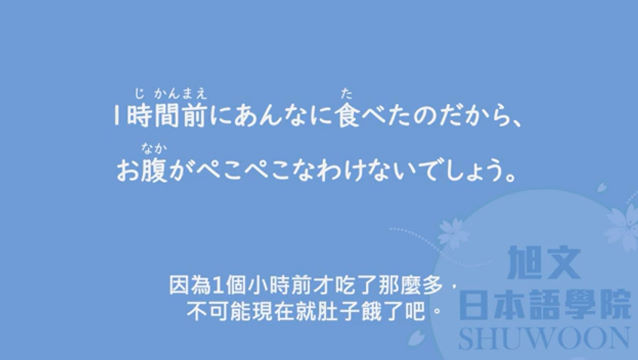 じかんまえ　た
1時間前にあんなに食べたのだから、
なか
お腹がぺこぺこなわけないでしょう。
因為1個小時前才吃了那麼多，
不可能現在就肚子餓了吧。
旭文
日本語學院
SHUWOON